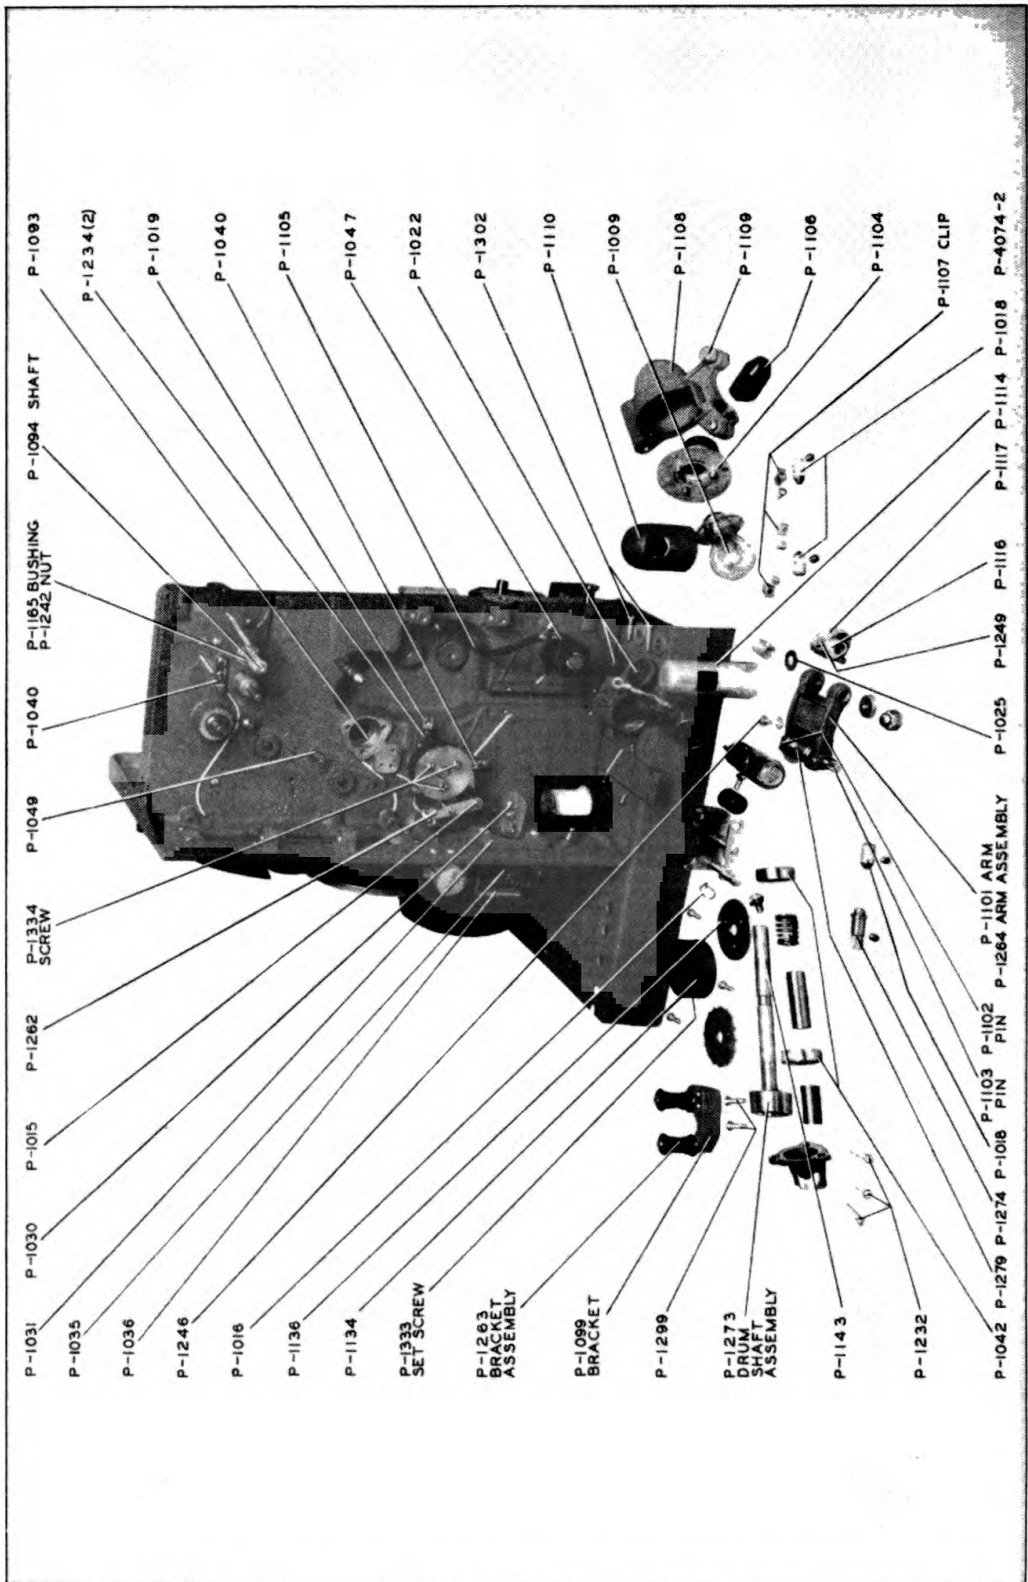 P-1031
P-1030
P-1015
P-1262
P-1334
SCREW
P-1049
P-1040
P-1165 BUSHING
P-1242 NUT
P-1094 SHAFT
P-1093
P-1234(2)
P-1019
P-1040
P-1105
P-1047
P-1022
P-1302
P-1110
P-1009
P-1108
P-1109
P-1106
P-1104
P-1107 CLIP
P-4074-2
P-1018
P-1114
P-1117
P-1116
P-1249
P-1025
P-1101 ARM
P-1264 ARM ASSEMBLY
P-1102
PIN
P-1103
PIN
P-1018
P-1274
P-1279
P-1042
P-1035
P-1036
P-1246
P-1016
P-1136
P-1134
P-1333
SET SCREW
P-1263
BRACKET
ASSEMBLY
P-1099
BRACKET
P-1299
P-1273
DRUM
SHAFT
ASSEMBLY
P-1143
P-1232